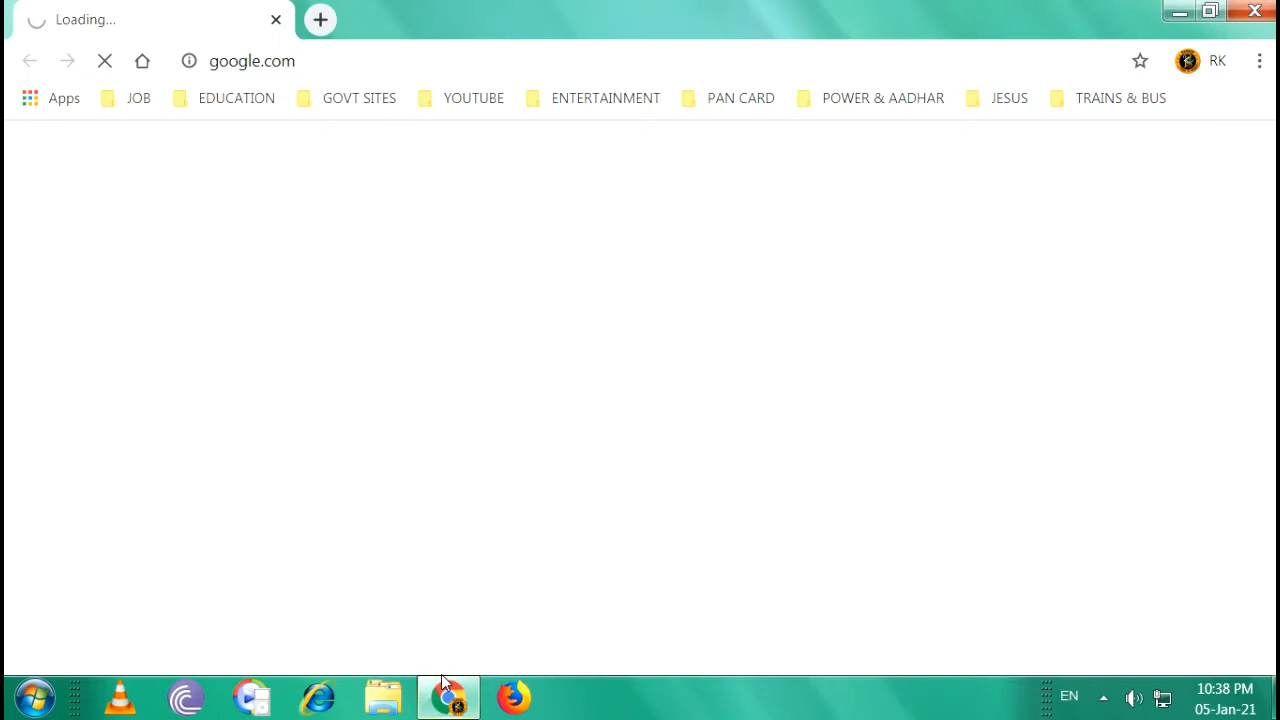 Loading...
google.com
RK
Apps JOB EDUCATION GOVT SITES YOUTUBE ENTERTAINMENT PAN CARD POWER & AADHAR JESUS TRAINS & BUS
EN
10:38 PM
05-Jan-21